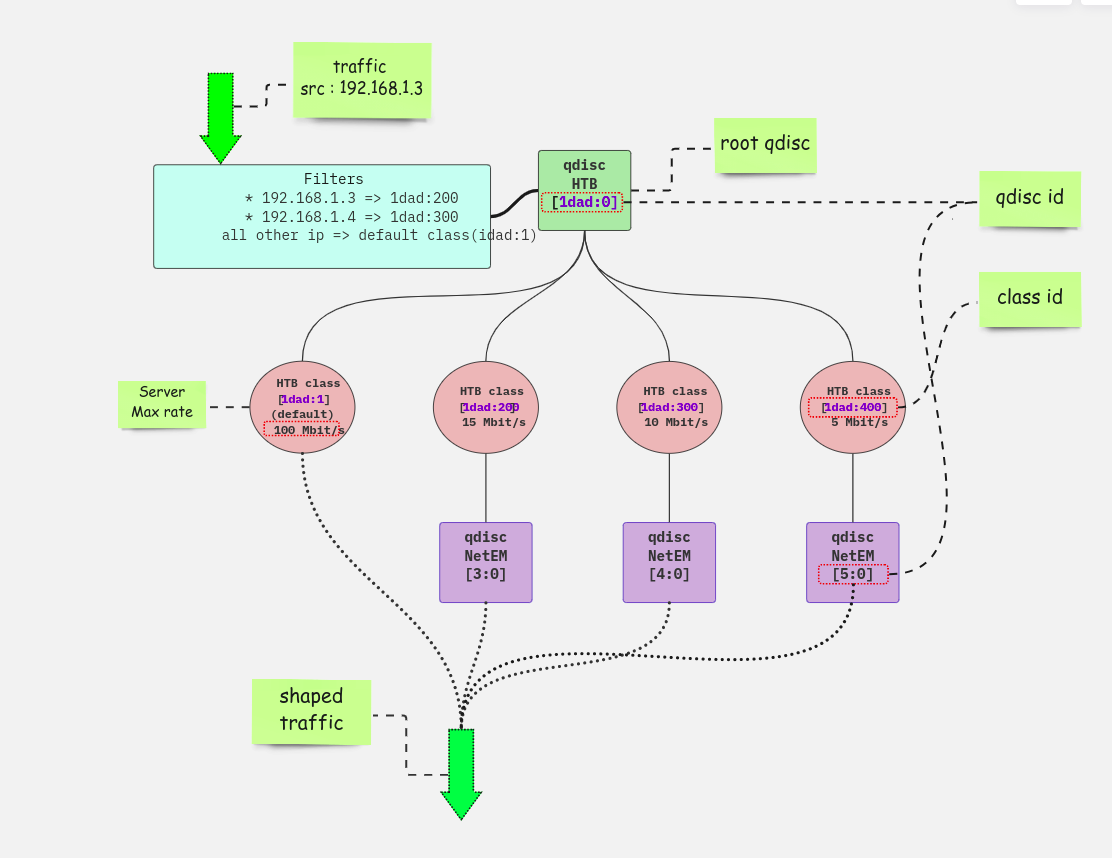 traffic
src : 192.168.1.3
Filters
* 192.168.1.3 => 1dad:200
* 192.168.1.4 => 1dad:300
all other ip => default class(idad:1)
qdisc
HTB
[1dad:0]
root qdisc
qdisc id
class id
Server
Max rate
HTB class
[1dad:1]
(default)
100 Mbit/s
HTB class
[1dad:200]
15 Mbit/s
HTB class
[1dad:300]
10 Mbit/s
HTB class
[1dad:400]
5 Mbit/s
qdisc
NetEM
[3:0]
qdisc
NetEM
[4:0]
qdisc
NetEM
[5:0]
shaped
traffic